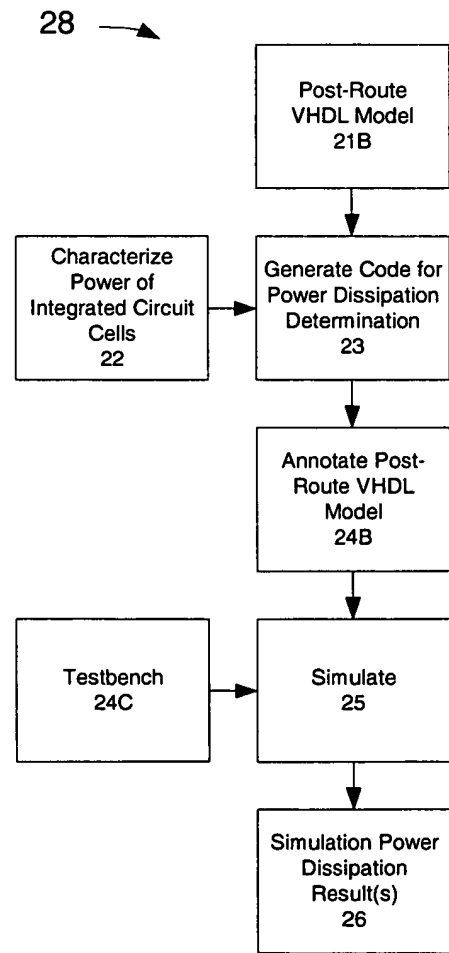 28
Post-Route
VHDL Model
21B
Characterize
Power of
Integrated Circuit
Cells
22
Generate Code for
Power Dissipation
Determination
23
Annotate Post-
Route VHDL
Model
24B
Testbench
24C
Simulate
25
Simulation Power
Dissipation
Result(s)
26